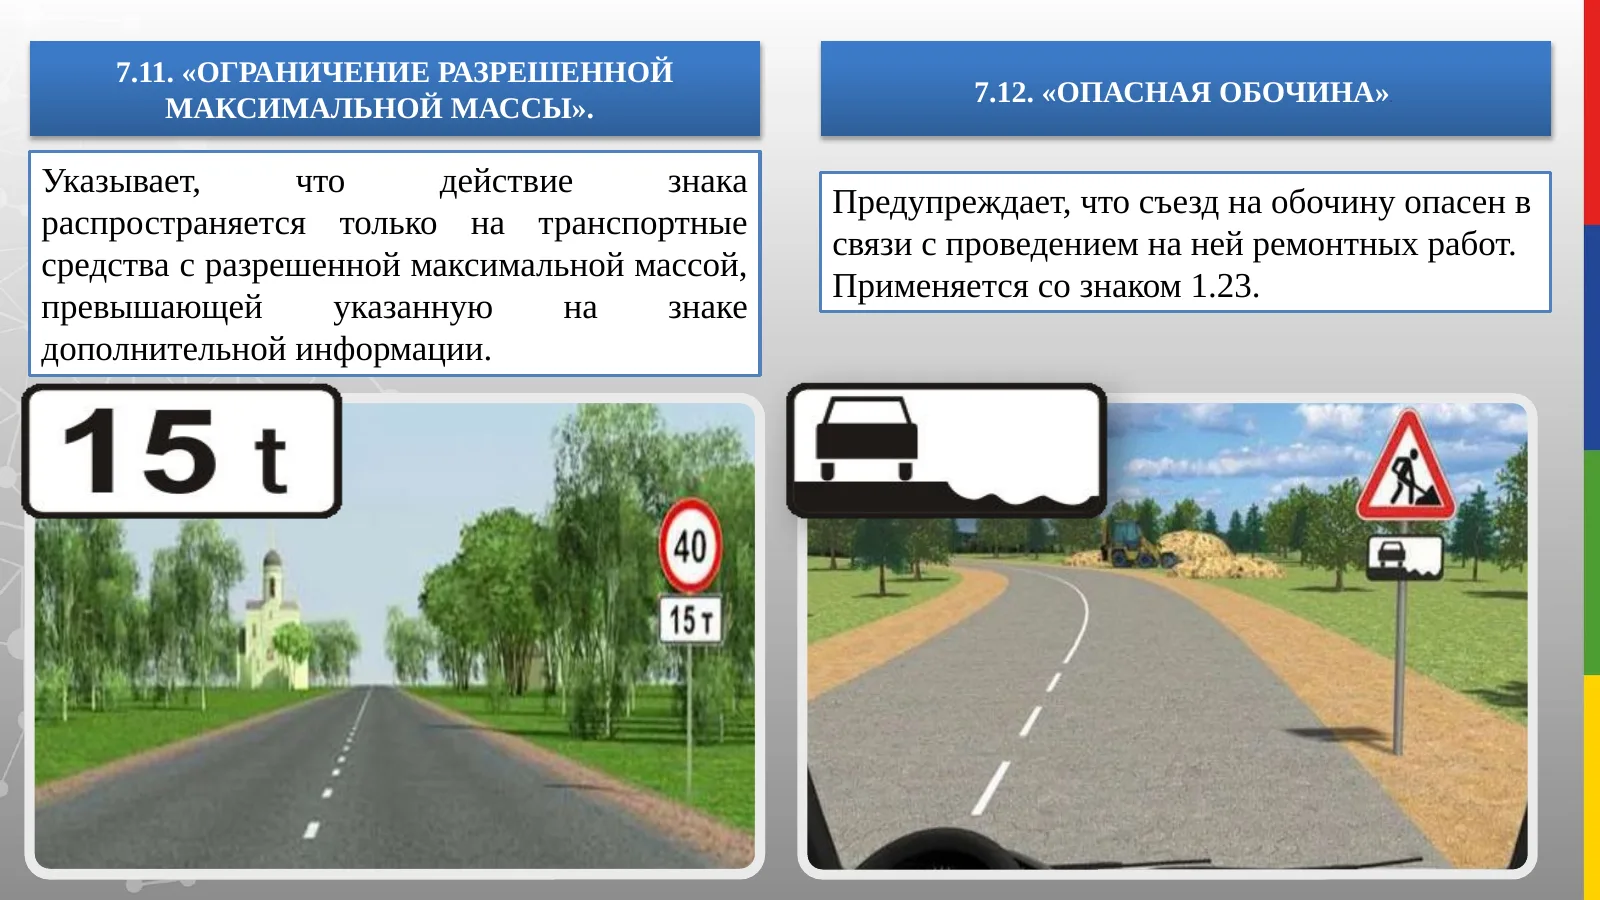 7.11. «ОГРАНИЧЕНИЕ РАЗРЕШЕННОЙ
МАКСИМАЛЬНОЙ МАССЫ».
Указывает, что действие знака
распространяется только на транспортные
средства с разрешенной максимальной массой,
превышающей указанную на знаке
дополнительной информации.
15 t
40
15 т
7.12. «ОПАСНАЯ ОБОЧИНА»
Предупреждает, что съезд на обочину опасен в
связи с проведением на ней ремонтных работ.
Применяется со знаком 1.23.